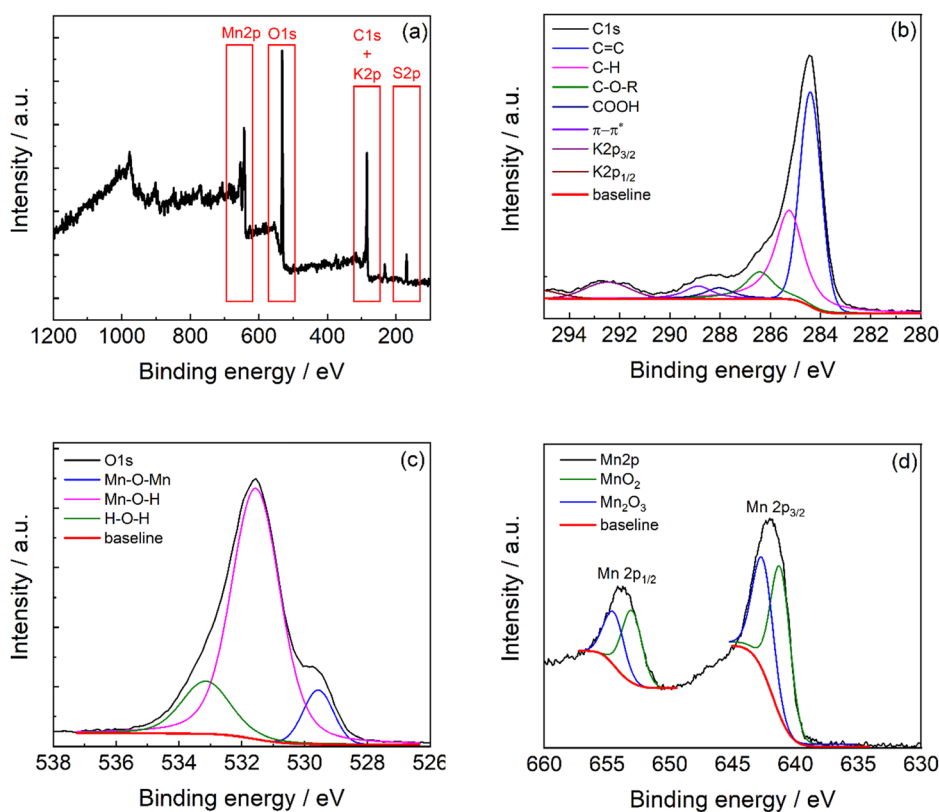 Mn2p O1s C1s + K2p S2p (a)
Intensity / a.u.
1200 1000 800 600 400 200
Binding energy / eV
(b)
C1s
C=C
C-H
C-O-R
COOH
π-π*
K2p3/2
K2p1/2
baseline
Intensity / a.u.
294 292 290 288 286 284 282 280
Binding energy / eV
(c)
O1s
Mn-O-Mn
Mn-O-H
H-O-H
baseline
Intensity / a.u.
538 536 534 532 530 528 526
Binding energy / eV
(d)
Mn2p
MnO2
Mn2O3
baseline
Mn 2p3/2
Mn 2p1/2
Intensity / a.u.
660 655 650 645 640 635 630
Binding energy / eV